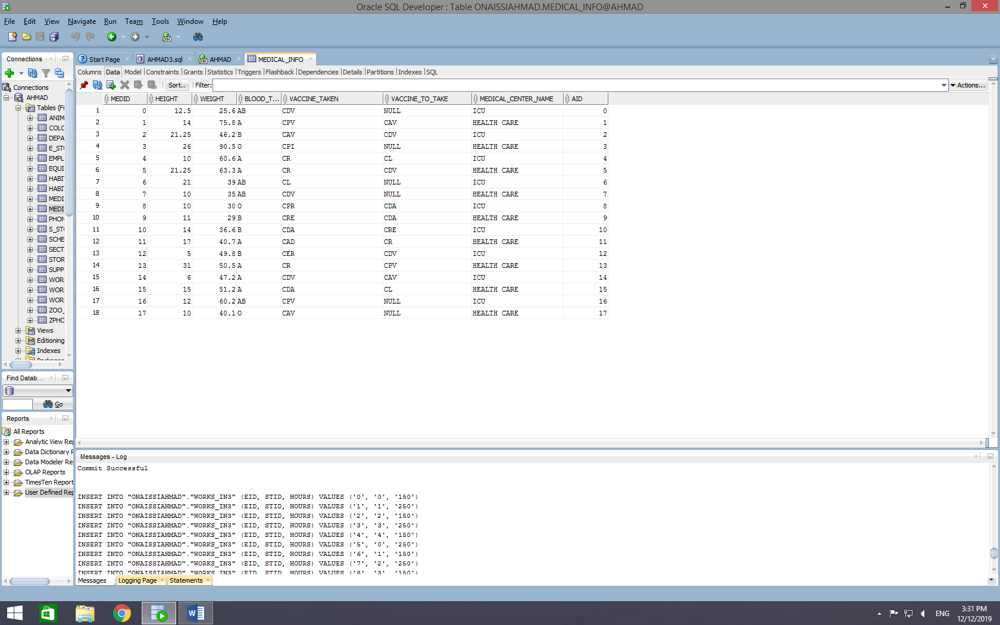 Oracle SQL Developer : Table ONAISSIAHMAD.MEDICAL_INFO@AHMAD
File Edit View Navigate Run Team Tools Window Help
Connections
Start Page AHMAD3.sql AHMAD MEDICAL_INFO
Columns Data Model Constraints Grants Statistics Triggers Flashback Dependencies Details Partitions Indexes SQL
Sort.. Filter: Actions...
MEDID HEIGHT WEIGHT BLOOD_T... VACCINE_TAKEN VACCINE_TO_TAKE MEDICAL_CENTER_NAME AID
1 0 12.5 25.6 AB CDV NULL ICU 0
2 1 14 75.8 A CPV CAV HEALTH CARE 1
3 2 21.25 46.2 B CAV CDV ICU 2
4 3 26 90.5 O CPI NULL HEALTH CARE 3
5 4 10 60.6 A CR CL ICU 4
6 5 21.25 63.3 A CR CDV HEALTH CARE 5
7 6 21 39 AB CL NULL ICU 6
8 7 10 35 AB CDV NULL HEALTH CARE 7
9 8 10 30 O CPR CDA ICU 8
10 9 11 29 B CRE CDA HEALTH CARE 9
11 10 14 36.6 B CDA CRE ICU 10
12 11 17 40.7 A CAD CR HEALTH CARE 11
13 12 5 49.8 B CER CDV ICU 12
14 13 31 50.5 A CR CPV HEALTH CARE 13
15 14 6 47.2 A CDV CAV ICU 14
16 15 15 51.2 A CDA CL HEALTH CARE 15
17 16 12 60.2 AB CPV NULL ICU 16
18 17 10 40.1 O CAV NULL HEALTH CARE 17
Connections
AHMAD
Tables (Fi
ANIM
COLC
DEPA
E_ST
EMPL
EQUI
HABI
HABI
MEDI
MEDI
PHON
S_ST
SCHE
SECT
STOR
SUPP
WOR
WOR
WOR
ZOO_
ZPHO
Views
Editioning
Indexes
Find Datab...
Go
Reports
All Reports
Analytic View Rep
Data Dictionary F
Data Modeler Re
OLAP Reports
TimesTen Report
User Defined Rep
Messages - Log
Commit Successful
INSERT INTO "ONAISSIAHMAD"."WORKS_IN3" (EID, STID, HOURS) VALUES ('0', '0', '150')
INSERT INTO "ONAISSIAHMAD"."WORKS_IN3" (EID, STID, HOURS) VALUES ('1', '1', '250')
INSERT INTO "ONAISSIAHMAD"."WORKS_IN3" (EID, STID, HOURS) VALUES ('2', '2', '150')
INSERT INTO "ONAISSIAHMAD"."WORKS_IN3" (EID, STID, HOURS) VALUES ('3', '3', '250')
INSERT INTO "ONAISSIAHMAD"."WORKS_IN3" (EID, STID, HOURS) VALUES ('4', '4', '150')
INSERT INTO "ONAISSIAHMAD"."WORKS_IN3" (EID, STID, HOURS) VALUES ('5', '0', '250')
INSERT INTO "ONAISSIAHMAD"."WORKS_IN3" (EID, STID, HOURS) VALUES ('6', '1', '150')
INSERT INTO "ONAISSIAHMAD"."WORKS_IN3" (EID, STID, HOURS) VALUES ('7', '2', '250')
INSERT INTO "ONAISSIAHMAD"."WORKS_IN3" (EID, STID, HOURS) VALUES ('8', '3', '150')
Messages Logging Page Statements
ENG
3:31 PM
12/12/2019